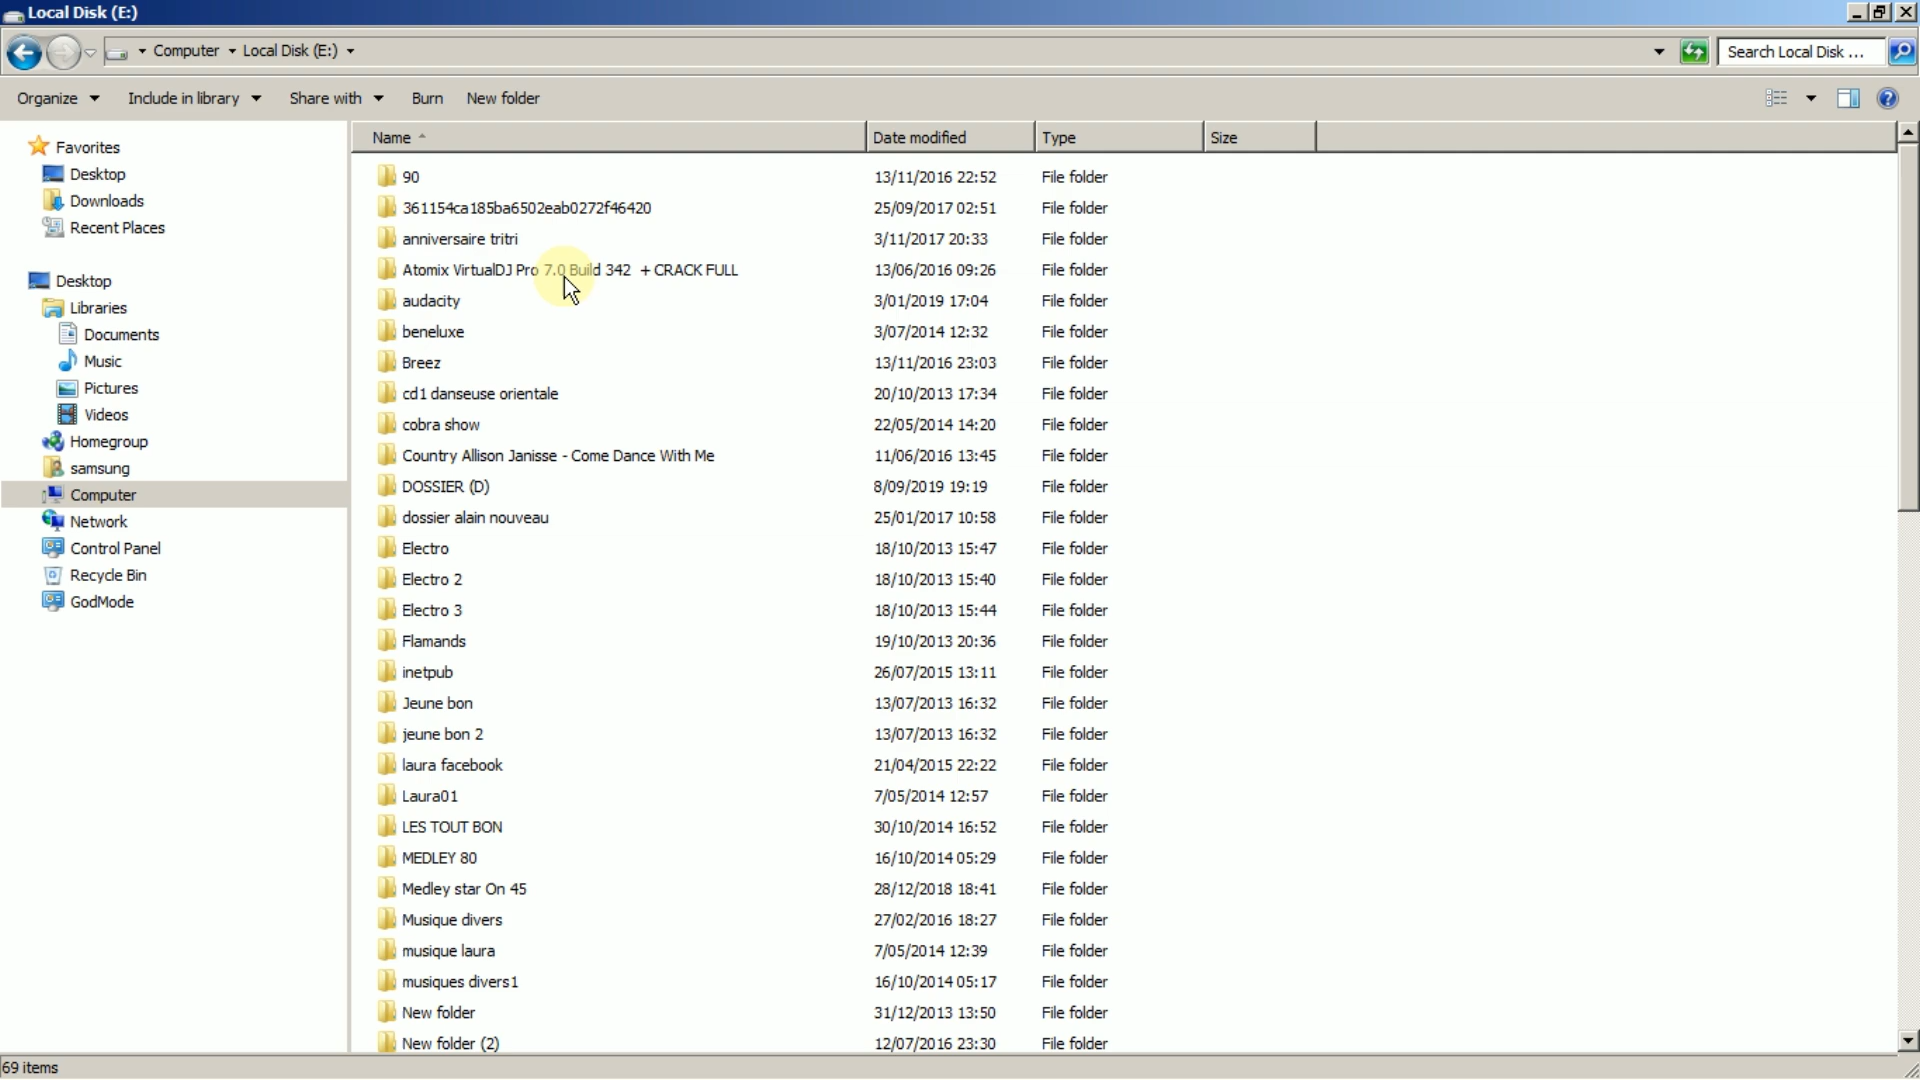 Local Disk (E:)
Computer Local Disk (E:)
Search Local Disk ...
Organize Include in library Share with Burn New folder
Favorites
Desktop
Downloads
Recent Places
Desktop
Libraries
Documents
Music
Pictures
Videos
Homegroup
samsung
Computer
Network
Control Panel
Recycle Bin
GodMode
Name Date modified Type Size
90 13/11/2016 22:52 File folder
361154ca185ba6502eab0272f46420 25/09/2017 02:51 File folder
anniversaire tritri 3/11/2017 20:33 File folder
Atomix VirtualDJ Pro 7.0 Build 342 + CRACK FULL 13/06/2016 09:26 File folder
audacity 3/01/2019 17:04 File folder
beneluxe 3/07/2014 12:32 File folder
Breez 13/11/2016 23:03 File folder
cd1 danseuse orientale 20/10/2013 17:34 File folder
cobra show 22/05/2014 14:20 File folder
Country Allison Janisse - Come Dance With Me 11/06/2016 13:45 File folder
DOSSIER (D) 8/09/2019 19:19 File folder
dossier alain nouveau 25/01/2017 10:58 File folder
Electro 18/10/2013 15:47 File folder
Electro 2 18/10/2013 15:40 File folder
Electro 3 18/10/2013 15:44 File folder
Flamands 19/10/2013 20:36 File folder
inetpub 26/07/2015 13:11 File folder
Jeune bon 13/07/2013 16:32 File folder
jeune bon 2 13/07/2013 16:32 File folder
laura facebook 21/04/2015 22:22 File folder
Laura01 7/05/2014 12:57 File folder
LES TOUT BON 30/10/2014 16:52 File folder
MEDLEY 80 16/10/2014 05:29 File folder
Medley star On 45 28/12/2018 18:41 File folder
Musique divers 27/02/2016 18:27 File folder
musique laura 7/05/2014 12:39 File folder
musiques divers1 16/10/2014 05:17 File folder
New folder 31/12/2013 13:50 File folder
New folder (2) 12/07/2016 23:30 File folder
69 items